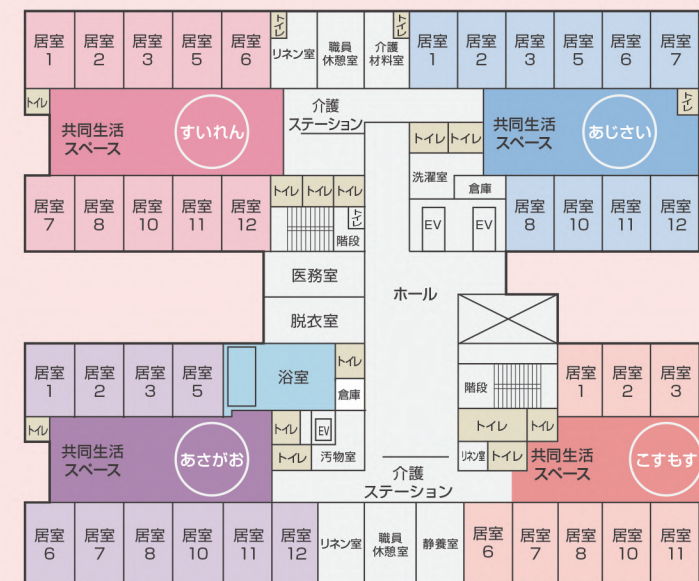 居室
1
居室
2
居室
3
居室
5
居室
6
トイレ
リネン室
職員
休憩室
介護
材料室
トイレ
居室
1
居室
2
居室
3
居室
5
居室
6
居室
7
トイレ
共同生活
スペース
すいれん
介護
ステーション
トイレ
トイレ
共同生活
スペース
あじさい
トイレ
居室
7
居室
8
居室
10
居室
11
居室
12
トイレ
トイレ
トイレ
トイレ
階段
洗濯室
倉庫
EV
EV
居室
8
居室
10
居室
11
居室
12
医務室
脱衣室
ホール
居室
1
居室
2
居室
3
居室
5
浴室
トイレ
倉庫
階段
居室
1
居室
2
居室
3
トイレ
共同生活
スペース
あさがお
トイレ
EV
トイレ
汚物室
トイレ
トイレ
リネン室
トイレ
共同生活
スペース
こすもす
介護
ステーション
居室
6
居室
7
居室
8
居室
10
居室
11
居室
12
リネン室
職員
休憩室
静養室
居室
6
居室
7
居室
8
居室
10
居室
11